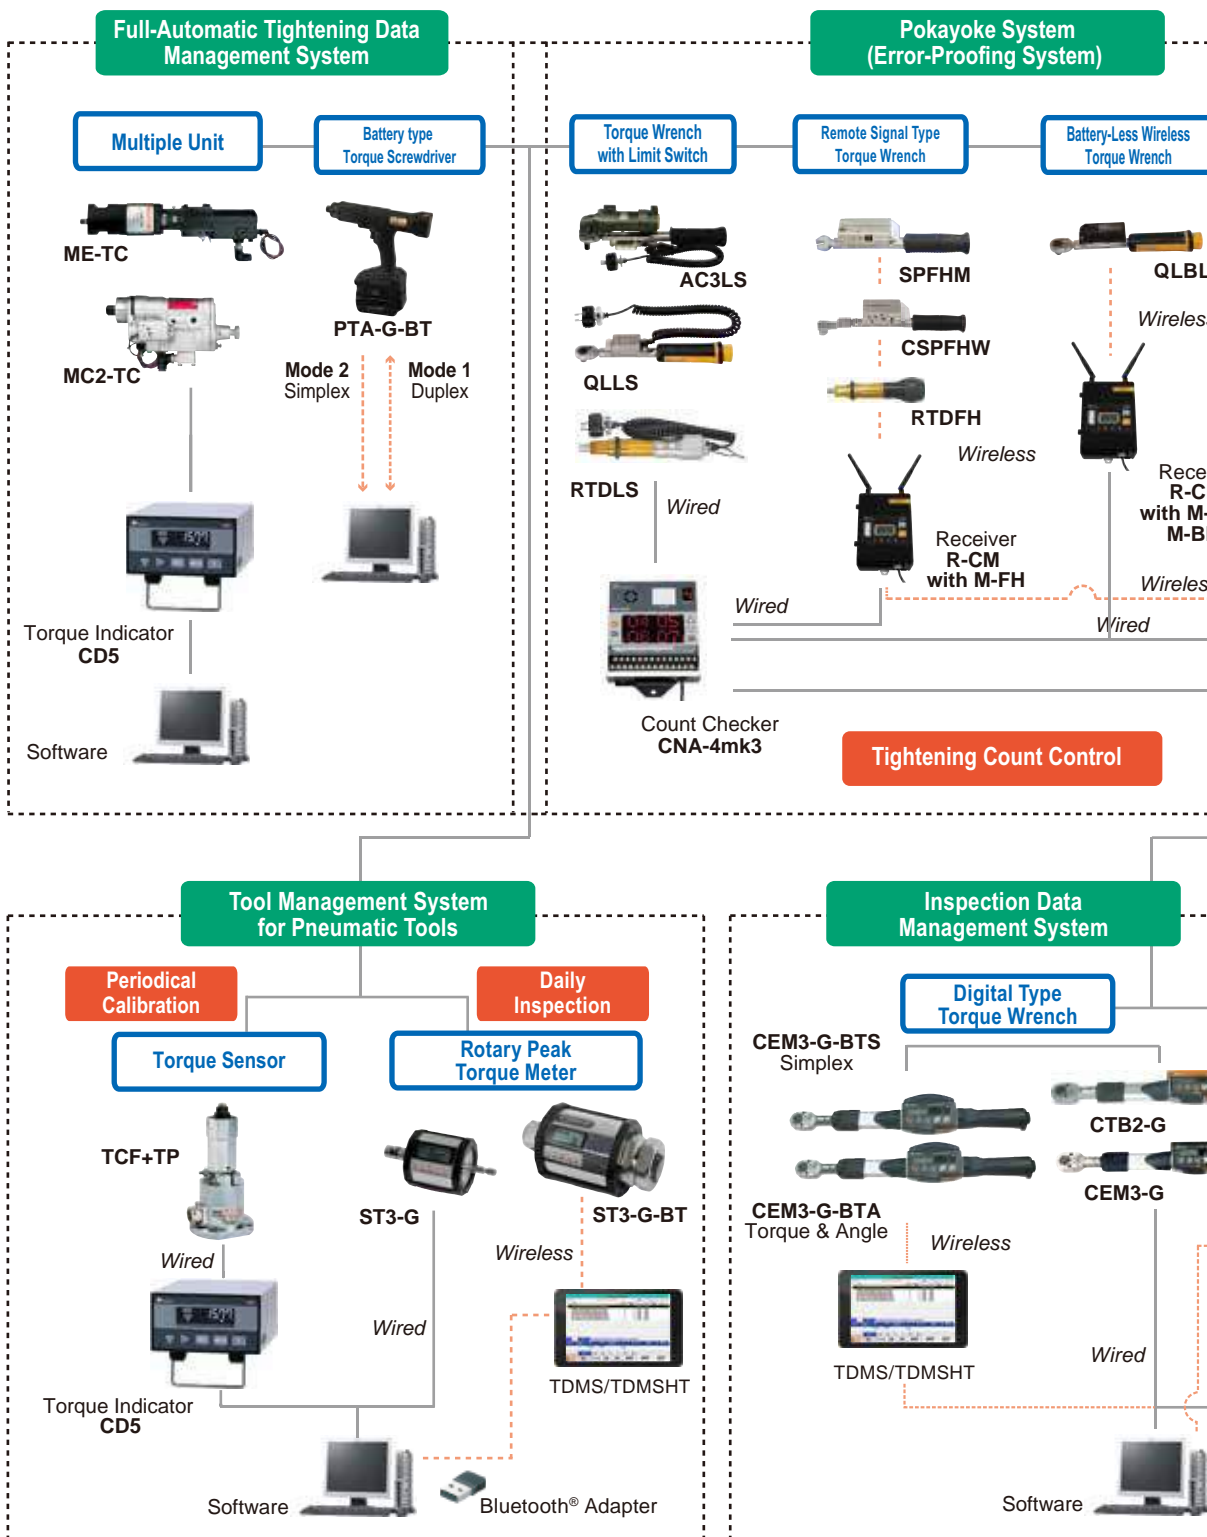 Full-Automatic Tightening Data
Management System
Pokayoke System
(Error-Proofing System)
Multiple Unit
Battery type
Torque Screwdriver
Torque Wrench
with Limit Switch
Remote Signal Type
Torque Wrench
Battery-Less Wireless
Torque Wrench
ME-TC
MC2-TC
PTA-G-BT
Mode 2
Simplex
Mode 1
Duplex
AC3LS
QLLS
RTDLS
Wired
SPFHM
CSPFHW
RTDFH
Wireless
QLBL
Wireless
Receiver
R-CM
with M-FH
Rece
R-C
with M-
M-B
Wireless
Wired
Wired
Torque Indicator
CD5
Software
Count Checker
CNA-4mk3
Tightening Count Control
Tool Management System
for Pneumatic Tools
Inspection Data
Management System
Periodical
Calibration
Daily
Inspection
Torque Sensor
Rotary Peak
Torque Meter
Digital Type
Torque Wrench
CEM3-G-BTS
Simplex
TCF+TP
ST3-G
ST3-G-BT
CTB2-G
CEM3-G
CEM3-G-BTA
Torque & Angle
Wired
Wireless
Wireless
Wired
Wired
TDMS/TDMSHT
TDMS/TDMSHT
Torque Indicator
CD5
Software
Bluetooth® Adapter
Software